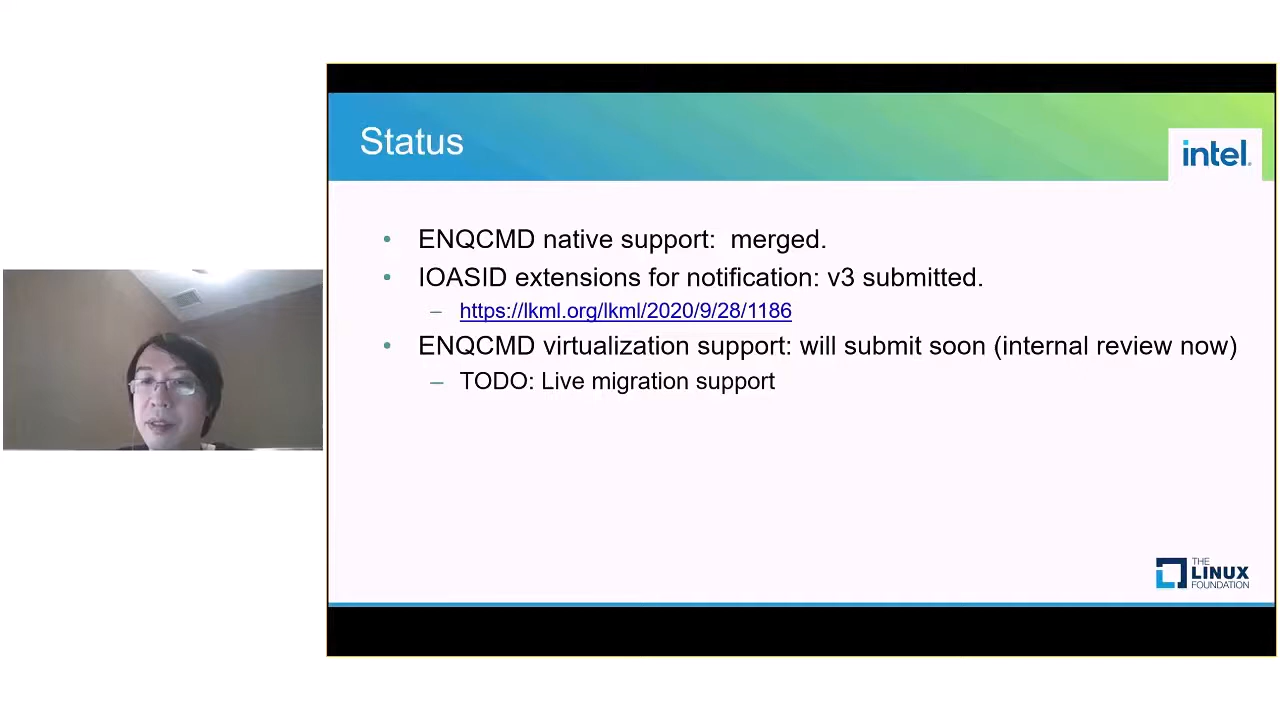 Status
intel.
• ENQCMD native support:  merged.
• IOASID extensions for notification: v3 submitted.
– https://lkml.org/lkml/2020/9/28/1186
• ENQCMD virtualization support: will submit soon (internal review now)
– TODO: Live migration support
THE
LINUX
FOUNDATION